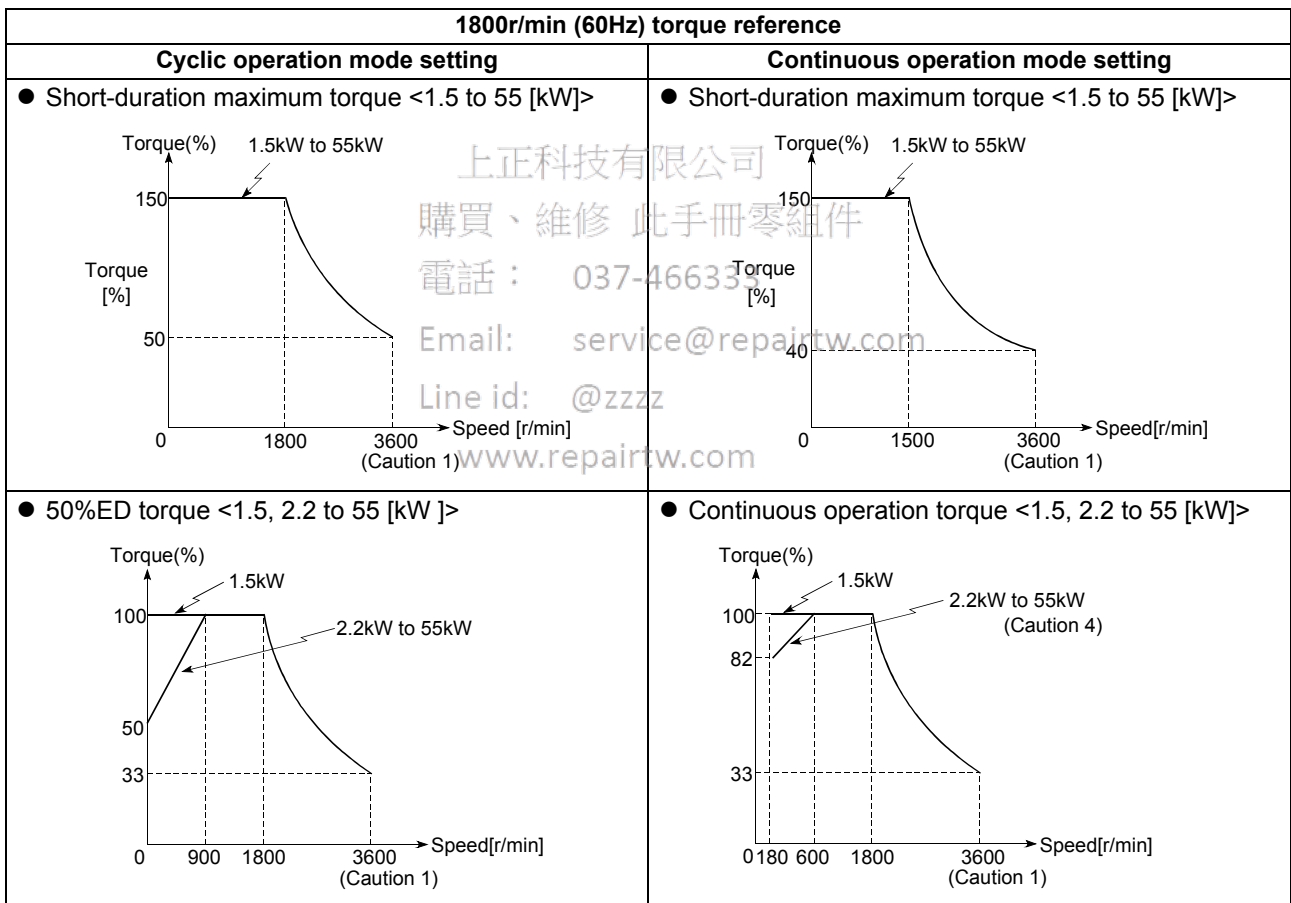 1800r/min (60Hz) torque reference
Cyclic operation mode setting
Continuous operation mode setting
● Short-duration maximum torque <1.5 to 55 [kW]>
Torque(%)
1.5kW to 55kW
150
Torque
[%]
50
0
1800
3600
Speed [r/min]
(Caution 1)
● Short-duration maximum torque <1.5 to 55 [kW]>
Torque(%)
1.5kW to 55kW
150
Torque
[%]
40
0
1500
3600
Speed[r/min]
(Caution 1)
上正科技有限公司
購買、維修 此手冊零組件
電話： 037-466333
Email: service@repairtw.com
Line id: @zzzz
www.repairtw.com
● 50%ED torque <1.5, 2.2 to 55 [kW ]>
Torque(%)
1.5kW
100
2.2kW to 55kW
50
33
0
900
1800
3600
Speed[r/min]
(Caution 1)
● Continuous operation torque <1.5, 2.2 to 55 [kW]>
Torque(%)
1.5kW
2.2kW to 55kW
(Caution 4)
100
82
33
0
180
600
1800
3600
Speed[r/min]
(Caution 1)